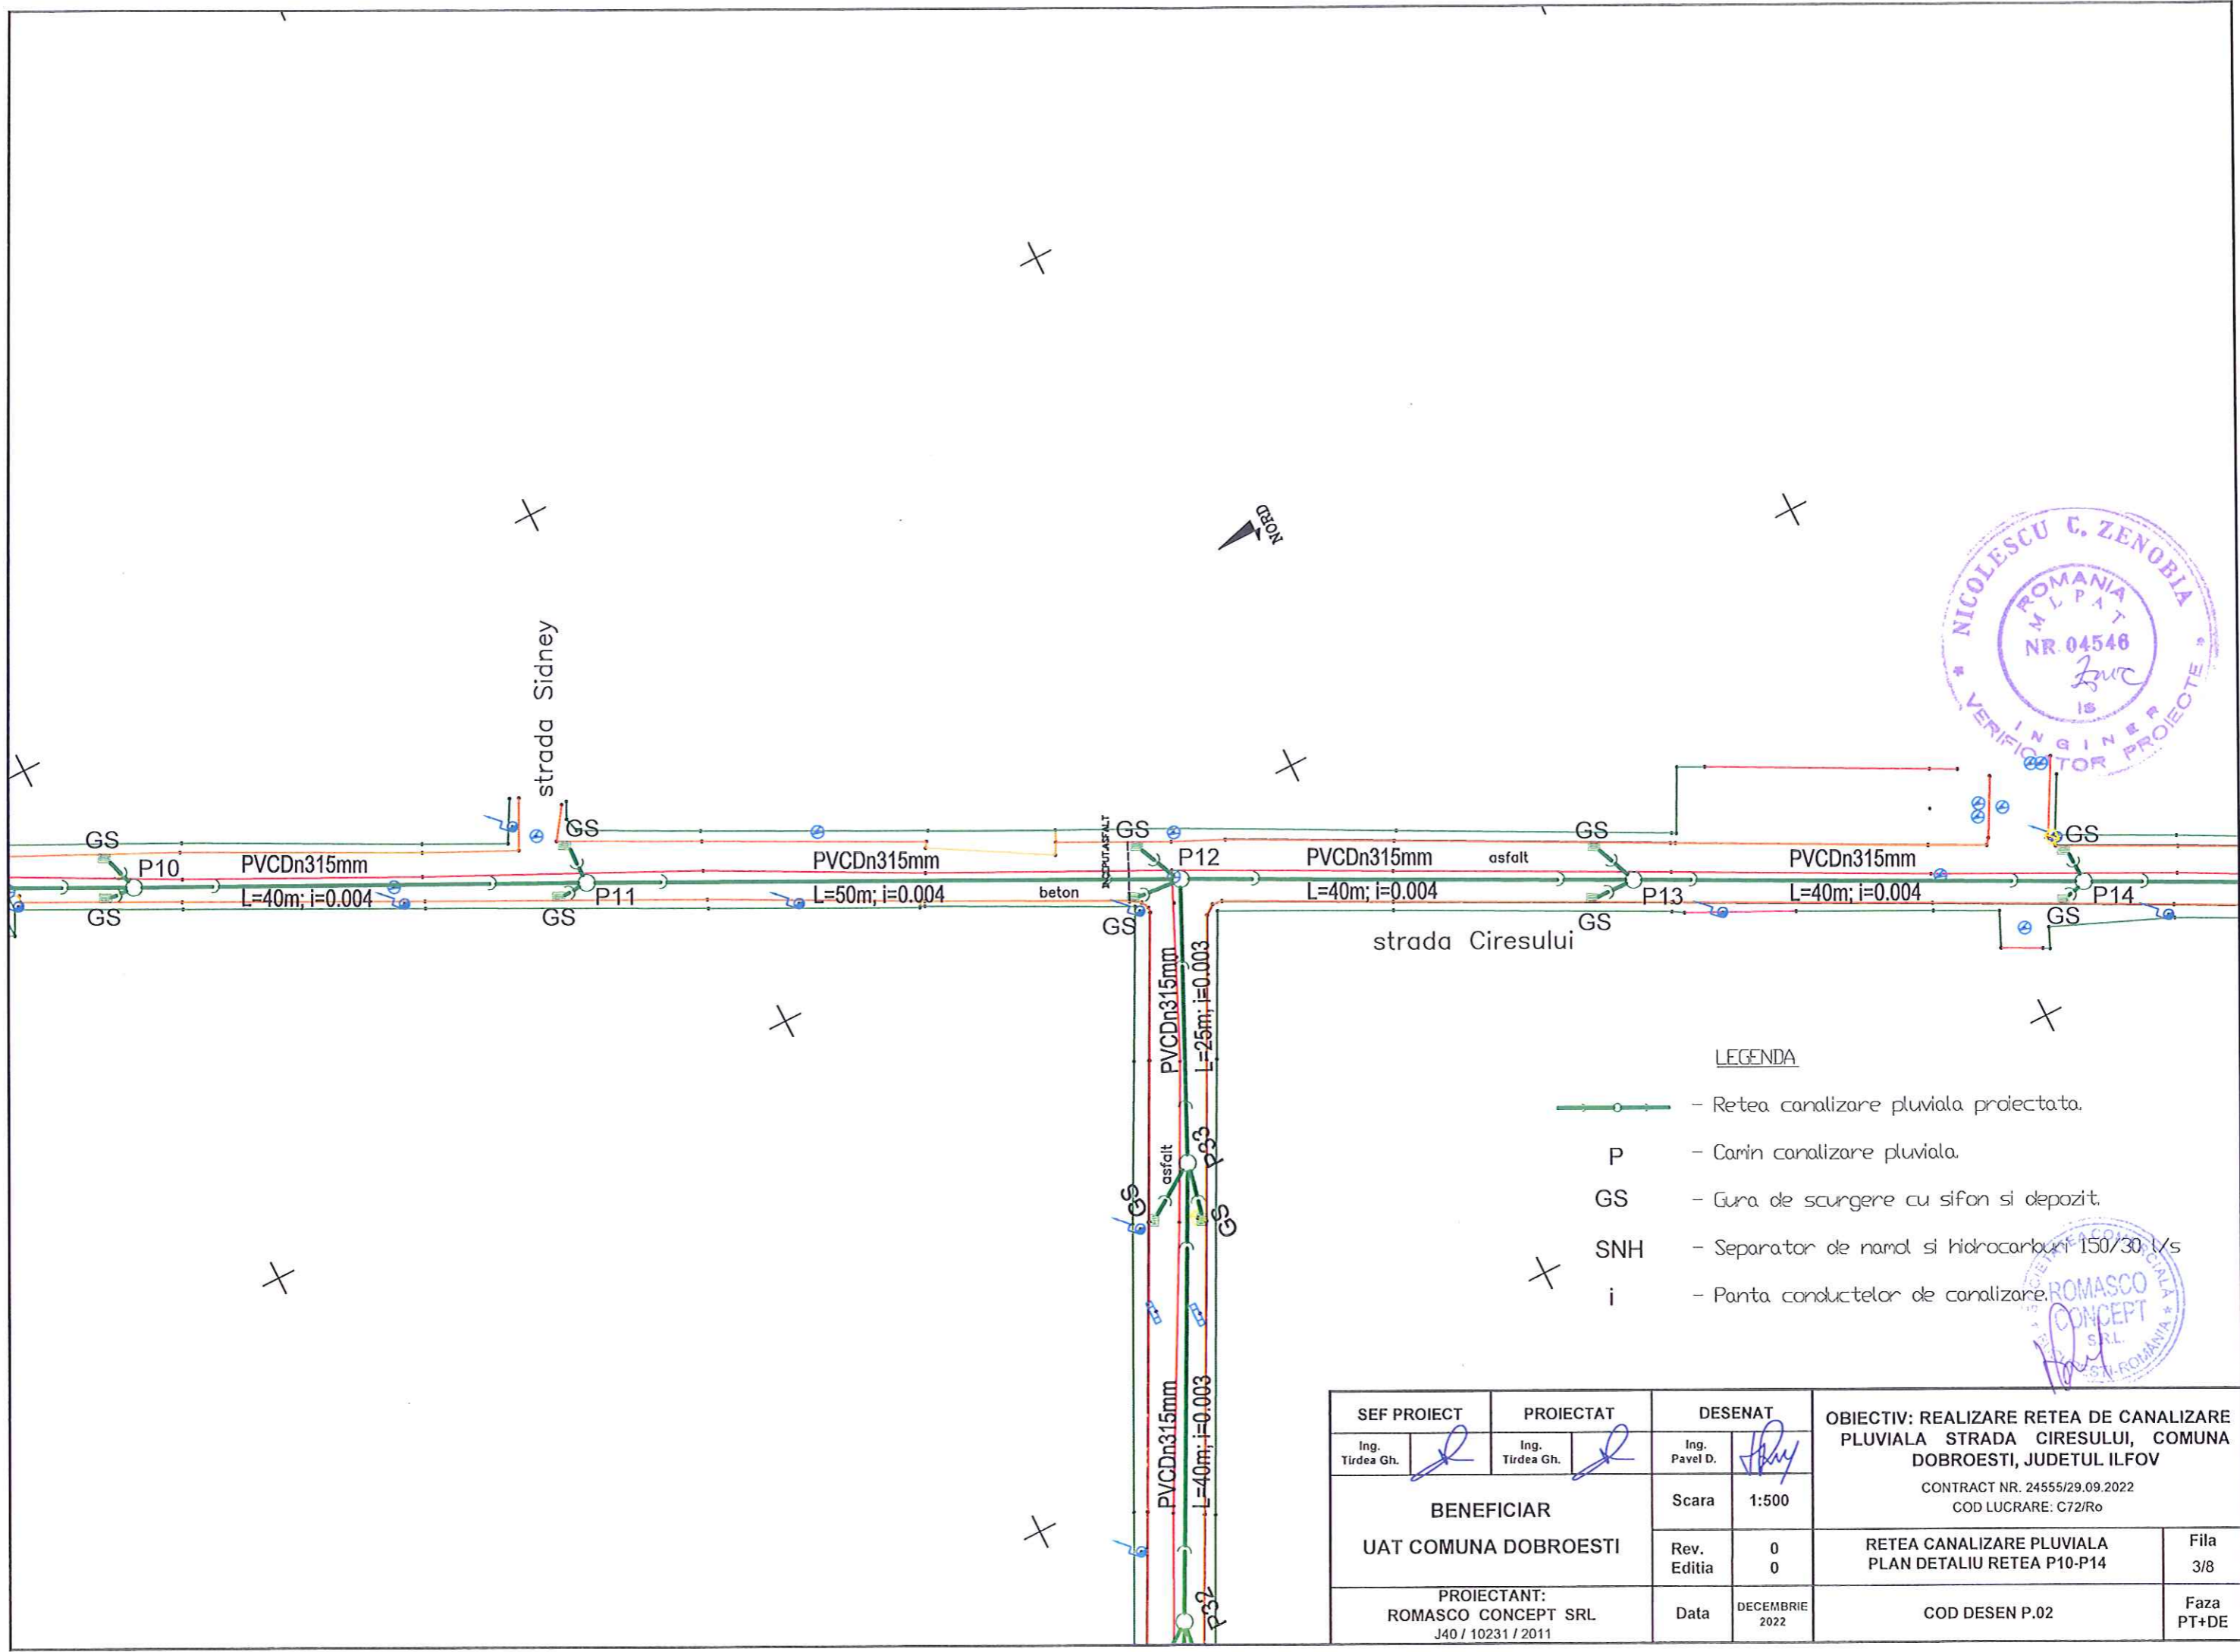 NORD
NICOLESCU C. ZENOBIA
ROMANIA
M L P A T
NR. 04546
IS
INGINER
* VERIFICATOR PROIECTE *
strada Sidney
GS
GS
GS
GS
GS
INCEPUT ASFALT
P10
PVCDn315mm
PVCDn315mm
P12
PVCDn315mm
asfalt
PVCDn315mm
L=40m; i=0.004
P11
L=50m; i=0.004
beton
L=40m; i=0.004
P13
L=40m; i=0.004
P14
GS
GS
GS
GS
GS
strada Ciresului
PVCDn315mm
L=25m; i=0.003
P33
asfalt
GS
GS
PVCDn315mm
L=40m; i=0.003
P32
LEGENDA
- Retea canalizare pluviala proiectata.
P - Camin canalizare pluviala.
GS - Gura de scurgere cu sifon si depozit.
SNH - Separator de namol si hidrocarburi 150/30 l/s
i - Panta conductelor de canalizare.
SOCIETATEA COMERCIALĂ
ROMASCO
CONCEPT
S.R.L.
SEF PROIECT
PROIECTAT
DESENAT
Ing.
Tirdea Gh.
Ing.
Tirdea Gh.
Ing.
Pavel D.
OBIECTIV: REALIZARE RETEA DE CANALIZARE
PLUVIALA STRADA CIRESULUI, COMUNA
DOBROESTI, JUDETUL ILFOV
CONTRACT NR. 24555/29.09.2022
COD LUCRARE: C72/Ro
BENEFICIAR
UAT COMUNA DOBROESTI
Scara 1:500
Rev. 0
Editia 0
RETEA CANALIZARE PLUVIALA
PLAN DETALIU RETEA P10-P14
Fila
3/8
PROIECTANT:
ROMASCO CONCEPT SRL
J40 / 10231 / 2011
Data
DECEMBRIE
2022
COD DESEN P.02
Faza
PT+DE